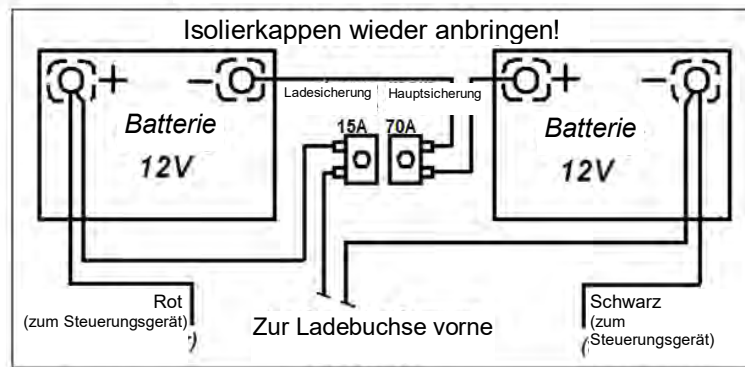 Isolierkappen wieder anbringen!
+ − + −
Ladesicherung Hauptsicherung
Batterie 15A 70A Batterie
12V 12V
Rot
(zum Steuerungsgerät)
)
Zur Ladebuchse vorne
Schwarz
(zum
Steuerungsgerät)
(